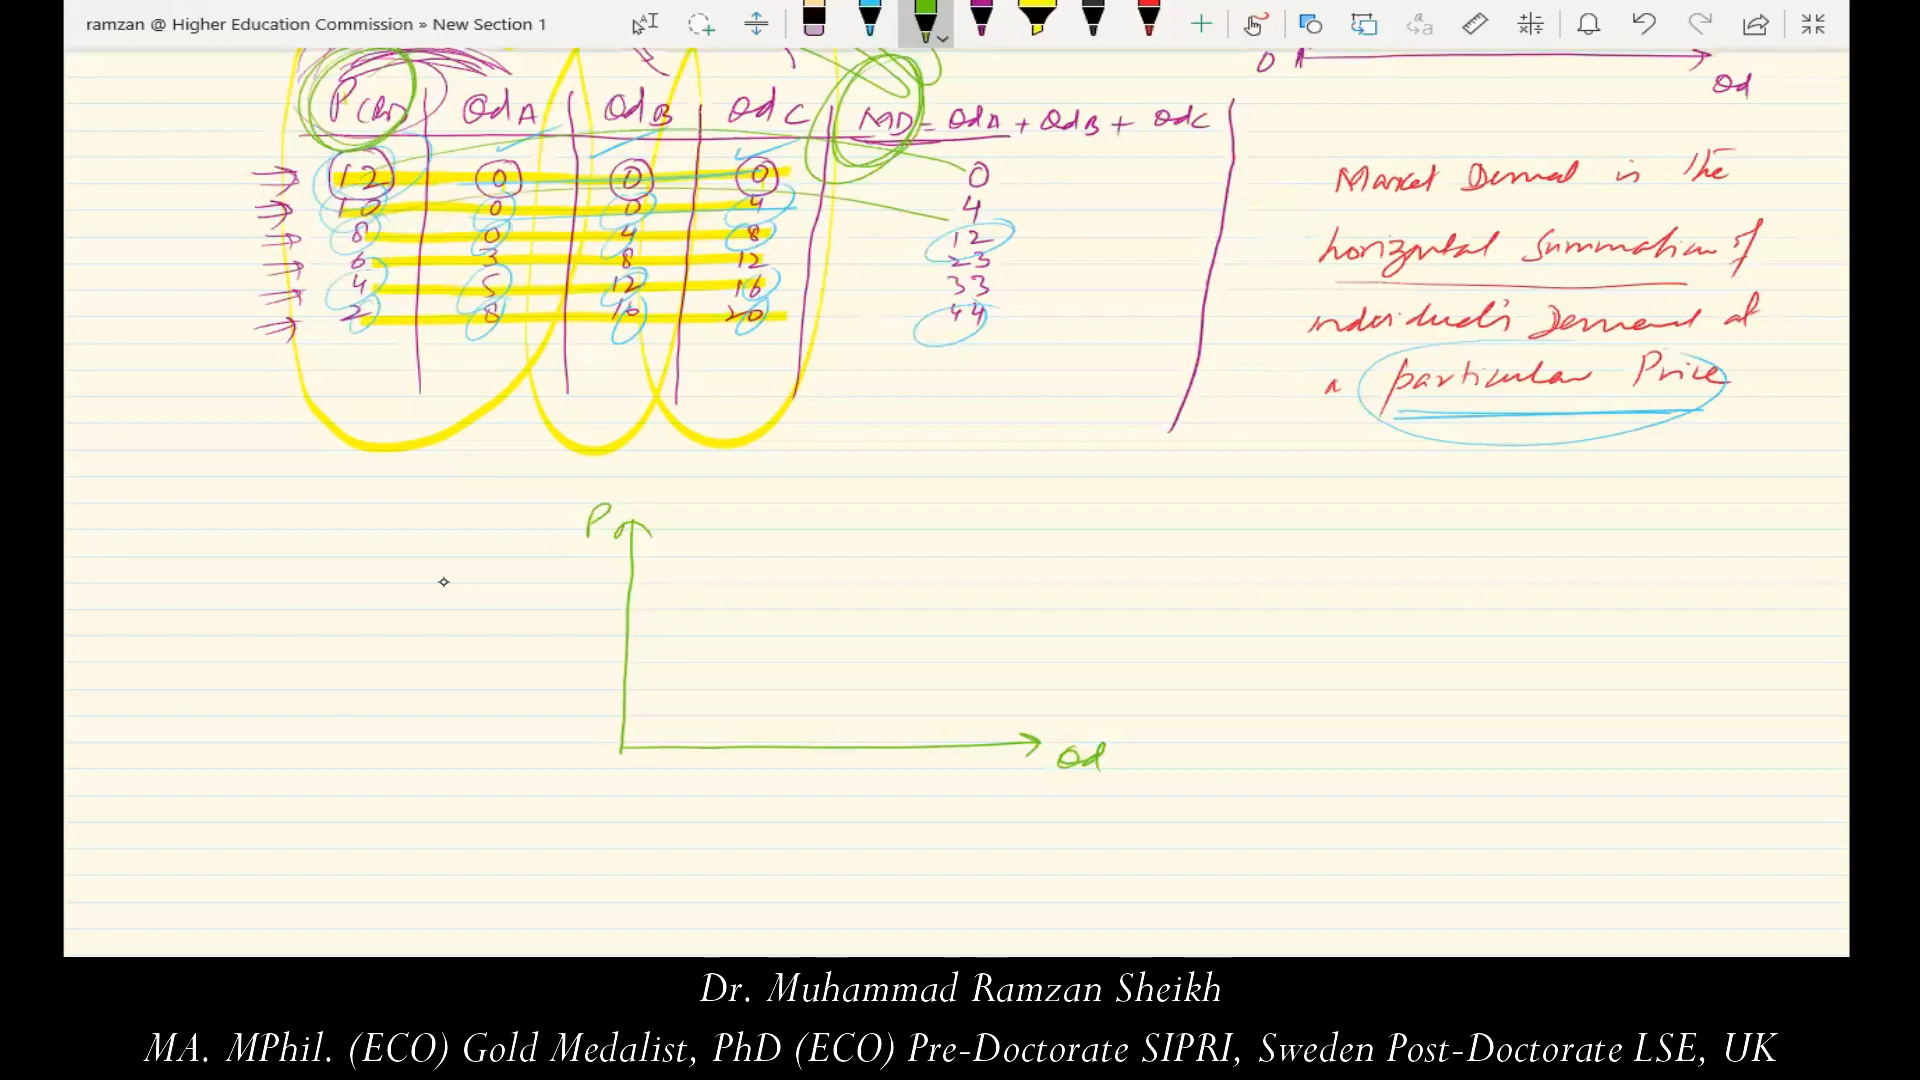 ramzan @ Higher Education Commission » New Section 1
O
Qd
P(Rs) QdA QdB QdC MD = QdA + QdB + QdC
12 0 0 0 0
10 0 0 4 4
8 0 4 8 12
6 3 8 12 23
4 5 12 16 33
2 8 16 20 44
Market Demand is the
horizontal summation of
individual's Demand at
a particular Price
P
Qd
Dr. Muhammad Ramzan Sheikh
MA. MPhil. (ECO) Gold Medalist, PhD (ECO) Pre-Doctorate SIPRI, Sweden Post-Doctorate LSE, UK